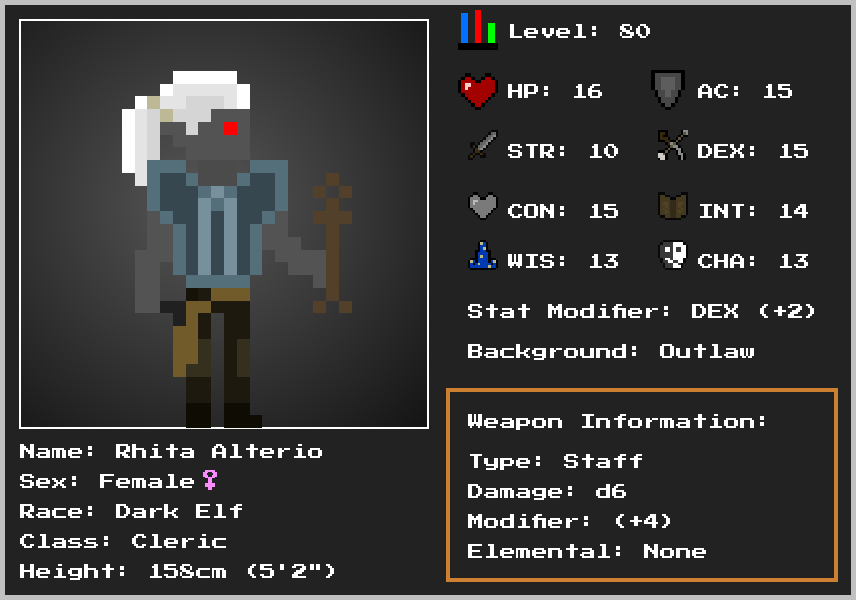 Level: 80
HP: 16 AC: 15
STR: 10 DEX: 15
CON: 15 INT: 14
WIS: 13 CHA: 13
Stat Modifier: DEX (+2)
Background: Outlaw
Weapon Information:
Type: Staff
Damage: d6
Modifier: (+4)
Elemental: None
Name: Rhita Alterio
Sex: Female♀
Race: Dark Elf
Class: Cleric
Height: 158cm (5'2")